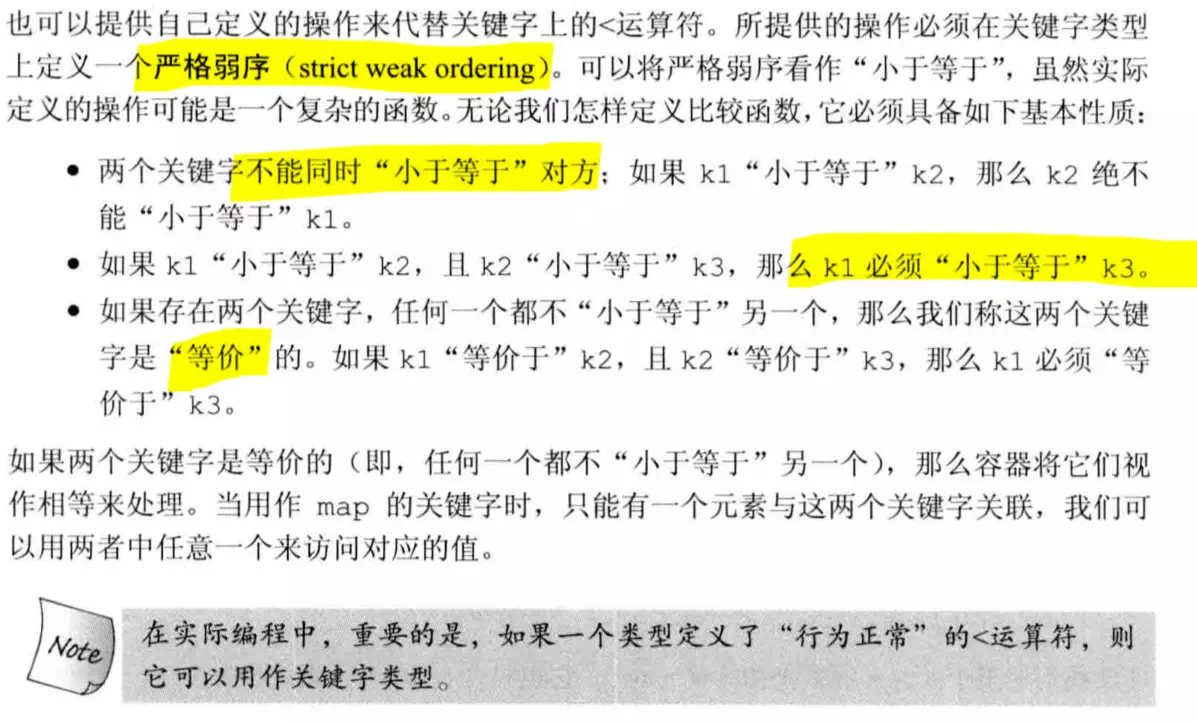 也可以提供自己定义的操作来代替关键字上的<运算符。所提供的操作必须在关键字类型
上定义一个严格弱序（strict weak ordering）。可以将严格弱序看作“小于等于”，虽然实际
定义的操作可能是一个复杂的函数。无论我们怎样定义比较函数，它必须具备如下基本性质：
• 两个关键字不能同时“小于等于”对方；如果 k1“小于等于”k2，那么 k2 绝不
能“小于等于”k1。
• 如果 k1“小于等于”k2，且 k2“小于等于”k3，那么 k1 必须“小于等于”k3。
• 如果存在两个关键字，任何一个都不“小于等于”另一个，那么我们称这两个关键
字是“等价”的。如果 k1“等价于”k2，且 k2“等价于”k3，那么 k1 必须“等
价于”k3。
如果两个关键字是等价的（即，任何一个都不“小于等于”另一个），那么容器将它们视
作相等来处理。当用作 map 的关键字时，只能有一个元素与这两个关键字关联，我们可
以用两者中任意一个来访问对应的值。
Note
在实际编程中，重要的是，如果一个类型定义了“行为正常”的<运算符，则
它可以用作关键字类型。